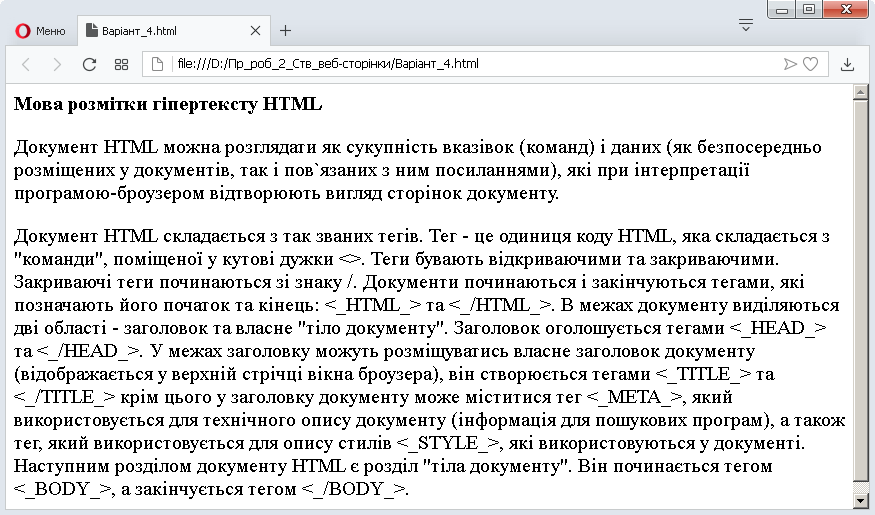 Меню
Варіант_4.html
file:///D:/Пр_роб_2_Ств_веб-сторінки/Варіант_4.html
Мова розмітки гіпертексту HTML
Документ HTML можна розглядати як сукупність вказівок (команд) і даних (як безпосередньо
розміщених у документів, так і пов`язаних з ним посиланнями), які при інтерпретації
програмою-броузером відтворюють вигляд сторінок документу.
Документ HTML складається з так званих тегів. Тег - це одиниця коду HTML, яка складається з
"команди", поміщеної у кутові дужки <>. Теги бувають відкриваючими та закриваючими.
Закриваючі теги починаються зі знаку /. Документи починаються і закінчуються тегами, які
позначають його початок та кінець: <_HTML_> та <_/HTML_>. В межах документу виділяються
дві області - заголовок та власне "тіло документу". Заголовок оголошується тегами <_HEAD_>
та <_/HEAD_>. У межах заголовку можуть розміщуватись власне заголовок документу
(відображається у верхній стрічці вікна броузера), він створюється тегами <_TITLE_> та
<_/TITLE_> крім цього у заголовку документу може міститися тег <_META_>, який
використовується для технічного опису документу (інформація для пошукових програм), а також
тег, який використовується для опису стилів <_STYLE_>, які використовуються у документі.
Наступним розділом документу HTML є розділ "тіла документу". Він починається тегом
<_BODY_>, а закінчується тегом <_/BODY_>.